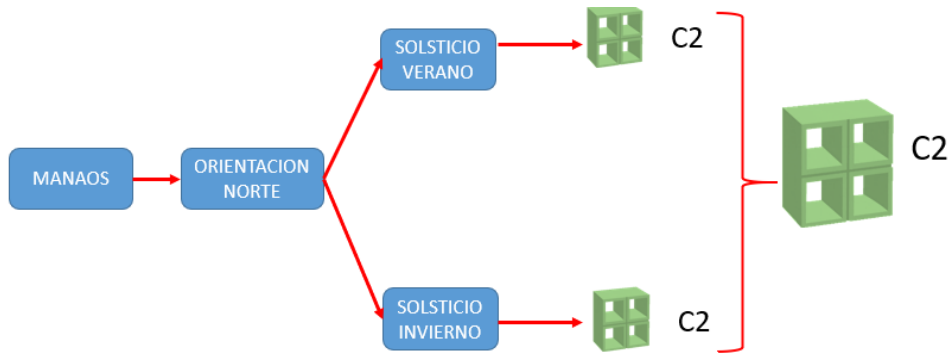 MANAOS
ORIENTACION
NORTE
SOLSTICIO
VERANO
C2
SOLSTICIO
INVIERNO
C2
C2